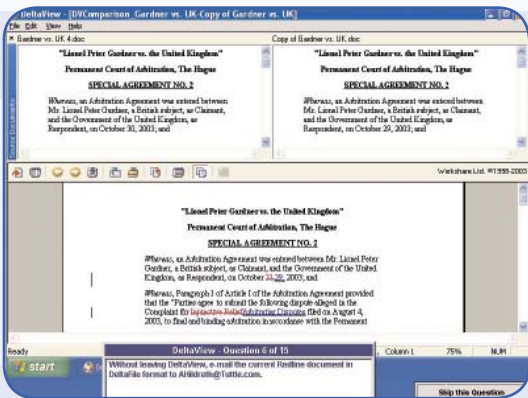 DeltaView - [DVComparison_Gardner vs. UK-Copy of Gardner vs. UK]
File Edit View Help
Gardner vs. UK 4.doc
Copy of Gardner vs. UK.doc
Source Documents
"Lionel Peter Gardner vs. the United Kingdom"
Permanent Court of Arbitration, The Hague
SPECIAL AGREEMENT NO. 2
Whereas, an Arbitration Agreement was entered between
Mr. Lionel Peter Gardner, a British subject, as Claimant,
and the Government of the United Kingdom, as
Respondent, on October 30, 2003; and
"Lionel Peter Gardner vs. the United Kingdom"
Permanent Court of Arbitration, The Hague
SPECIAL AGREEMENT NO. 2
Whereas, an Arbitration Agreement was entered between
Mr. Lionel Peter Gardner, a British subject, as Claimant,
and the Government of the United Kingdom, as
Respondent, on October 29, 2003; and
Workshare Ltd. ©1998-2003
"Lionel Peter Gardner vs. the United Kingdom"
Permanent Court of Arbitration, The Hague
SPECIAL AGREEMENT NO. 2
Whereas, an Arbitration Agreement was entered between Mr. Lionel Peter
Gardner, a British subject, as Claimant, and the Government of the United
Kingdom, as Respondent, on October 29, 2003; and
Whereas, Paragraph 1 of Article I of the Arbitration Agreement provided
that the "Parties agree to submit the following dispute alleged in the
Complaint for Injunctive Relief Arbitration Disputes filed on August 4,
2003, to final and binding arbitration in accordance with the Permanent
Ready
Column 1
75%
NUM
start
DeltaView - Question 6 of 15
Without leaving DeltaView, e-mail the current Redline document in
DeltaFile format to AHildreth@Tuttle.com.
Skip this Question